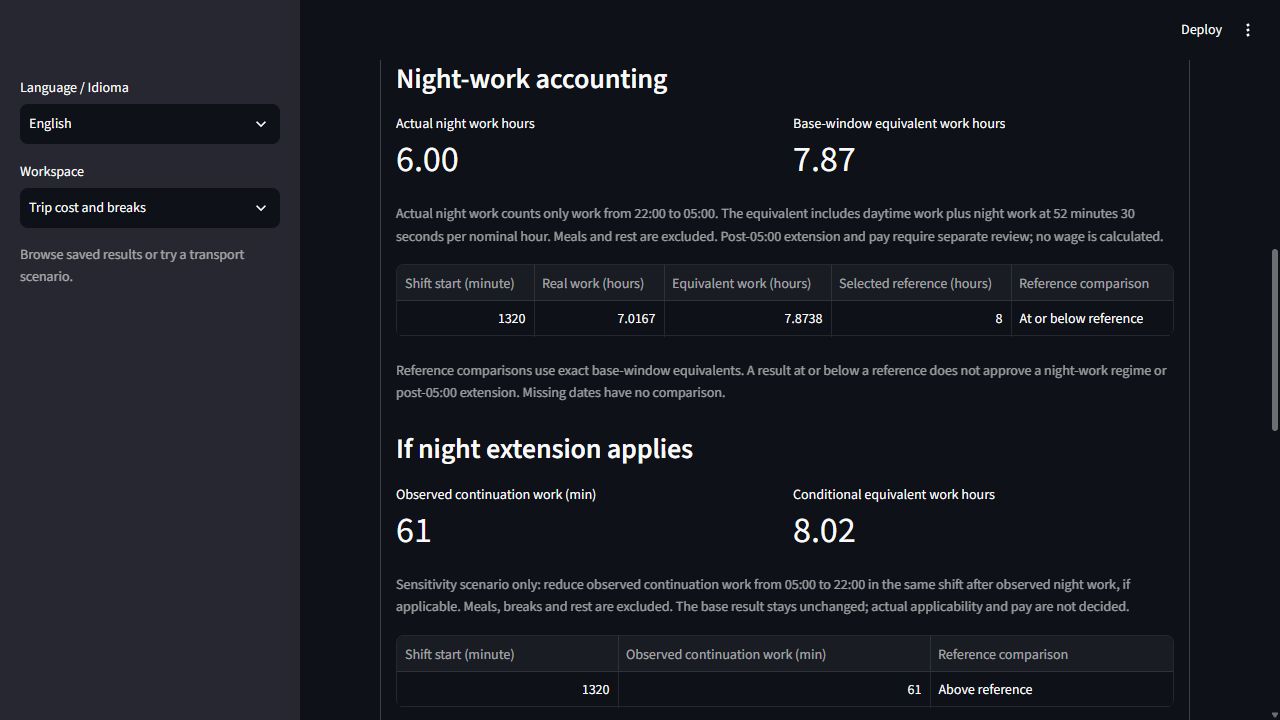 Deploy
Language / Idioma
English
Workspace
Trip cost and breaks
Browse saved results or try a transport
scenario.
Night-work accounting
Actual night work hours
6.00
Base-window equivalent work hours
7.87
Actual night work counts only work from 22:00 to 05:00. The equivalent includes daytime work plus night work at 52 minutes 30
seconds per nominal hour. Meals and rest are excluded. Post-05:00 extension and pay require separate review; no wage is calculated.
Shift start (minute) Real work (hours) Equivalent work (hours) Selected reference (hours) Reference comparison
1320 7.0167 7.8738 8 At or below reference
Reference comparisons use exact base-window equivalents. A result at or below a reference does not approve a night-work regime or
post-05:00 extension. Missing dates have no comparison.
If night extension applies
Observed continuation work (min)
61
Conditional equivalent work hours
8.02
Sensitivity scenario only: reduce observed continuation work from 05:00 to 22:00 in the same shift after observed night work, if
applicable. Meals, breaks and rest are excluded. The base result stays unchanged; actual applicability and pay are not decided.
Shift start (minute) Observed continuation work (min) Reference comparison
1320 61 Above reference